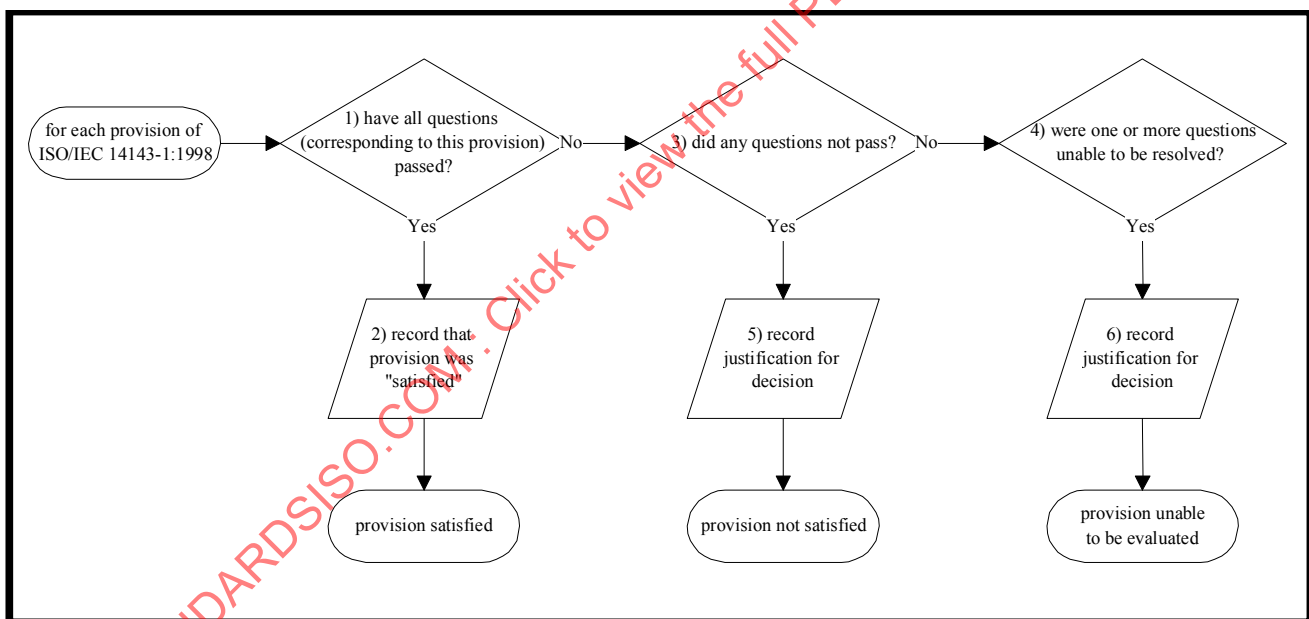 for each provision of
ISO/IEC 14143-1:1998
1) have all questions
(corresponding to this provision)
passed?
No
3) did any questions not pass?
No
4) were one or more questions
unable to be resolved?
Yes
Yes
Yes
2) record that
provision was
"satisfied"
5) record
justification for
decision
6) record
justification for
decision
provision satisfied
provision not satisfied
provision unable
to be evaluated
NDARDSISO.COM : Click to view the full